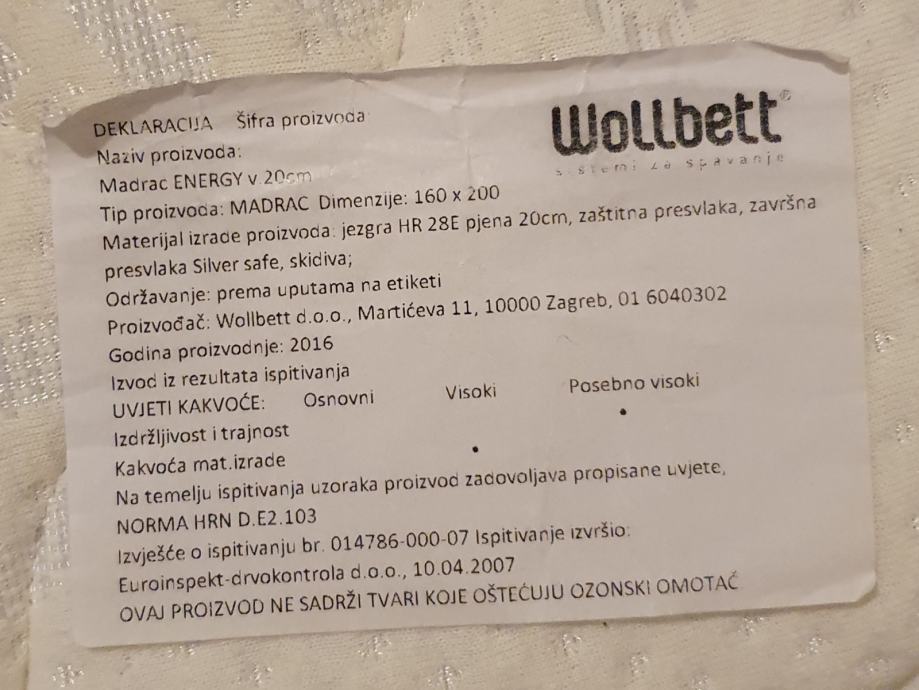 DEKLARACIJA Šifra proizvoda
Wollbett®
sistemi za spavanje
Naziv proizvoda:
Madrac ENERGY v.20cm
Tip proizvoda: MADRAC Dimenzije: 160 x 200
Materijal izrade proizvoda: jezgra HR 28E pjena 20cm, zaštitna presvlaka, završna
presvlaka Silver safe, skidiva;
Održavanje: prema uputama na etiketi
Proizvođač: Wollbett d.o.o., Martićeva 11, 10000 Zagreb, 01 6040302
Godina proizvodnje: 2016
Izvod iz rezultata ispitivanja
UVJETI KAKVOĆE: Osnovni Visoki Posebno visoki
Izdržljivost i trajnost •
Kakvoća mat.izrade •
Na temelju ispitivanja uzoraka proizvod zadovoljava propisane uvjete,
NORMA HRN D.E2.103
Izvješće o ispitivanju br. 014786-000-07 Ispitivanje izvršio:
Euroinspekt-drvokontrola d.o.o., 10.04.2007
OVAJ PROIZVOD NE SADRŽI TVARI KOJE OŠTEĆUJU OZONSKI OMOTAČ